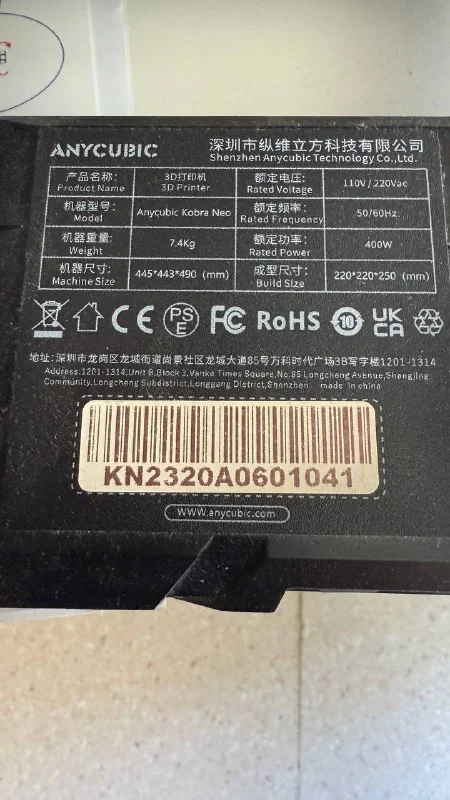 ANYCUBIC
深圳市纵维立方科技有限公司
Shenzhen Anycubic Technology Co.,Ltd.
产品名称: 3D打印机 额定电压: 110V/220Vac
Product Name 3D Printer Rated Voltage
机器型号: Anycubic Kobra Neo 额定频率: 50/60Hz
Model Rated Frequency
机器重量: 7.4Kg 额定功率: 400W
Weight Rated Power
机器尺寸: 445*443*490 (mm) 成型尺寸: 220*220*250 (mm)
Machine Size Build Size
CE PSE FC RoHS 10 UKCA
地址: 深圳市龙岗区龙城街道尚景社区龙城大道85号万科时代广场3B写字楼1201-1314
Address:1201-1314,Unit B,Block 3,Vanke Times Square,No.85 Longcheng Avenue,Shangjing
Community,Longcheng Subdistrict,Longgang District,Shenzhen made in china
KN2320A0601041
www.anycubic.com